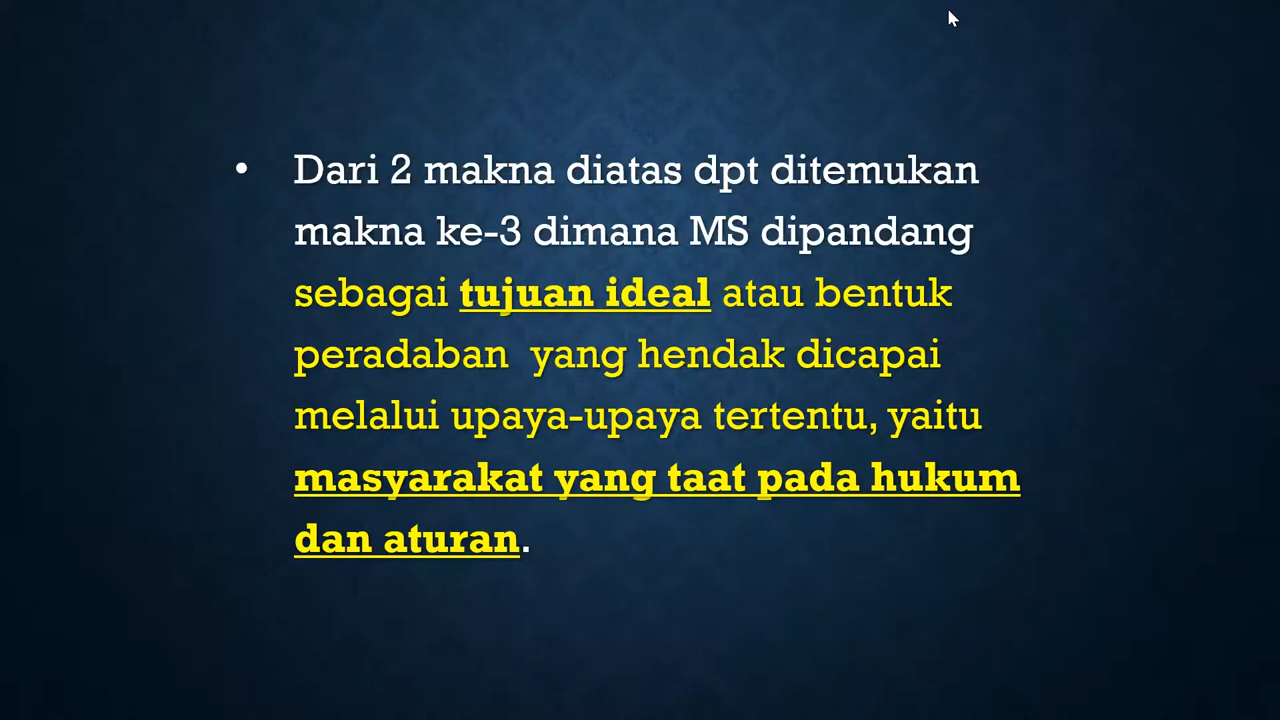 • Dari 2 makna diatas dpt ditemukan
makna ke-3 dimana MS dipandang
sebagai tujuan ideal atau bentuk
peradaban  yang hendak dicapai
melalui upaya-upaya tertentu, yaitu
masyarakat yang taat pada hukum
dan aturan.